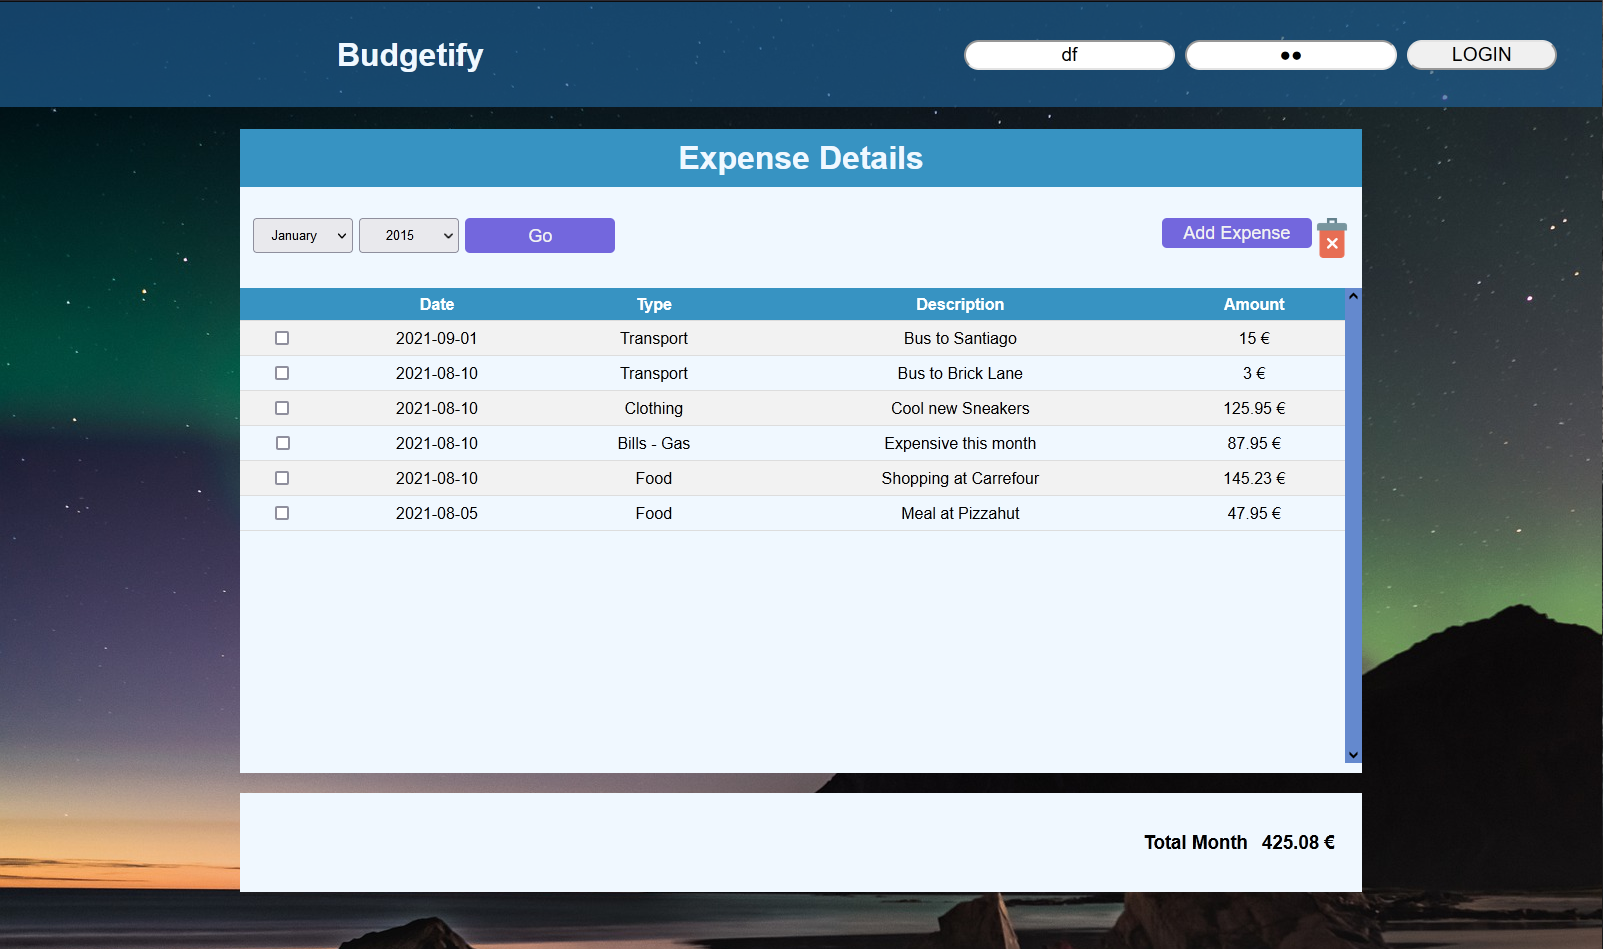 Budgetify
df
●●
LOGIN
Expense Details
January
2015
Go
Add Expense
Date Type Description Amount
2021-09-01 Transport Bus to Santiago 15 €
2021-08-10 Transport Bus to Brick Lane 3 €
2021-08-10 Clothing Cool new Sneakers 125.95 €
2021-08-10 Bills - Gas Expensive this month 87.95 €
2021-08-10 Food Shopping at Carrefour 145.23 €
2021-08-05 Food Meal at Pizzahut 47.95 €
Total Month 425.08 €